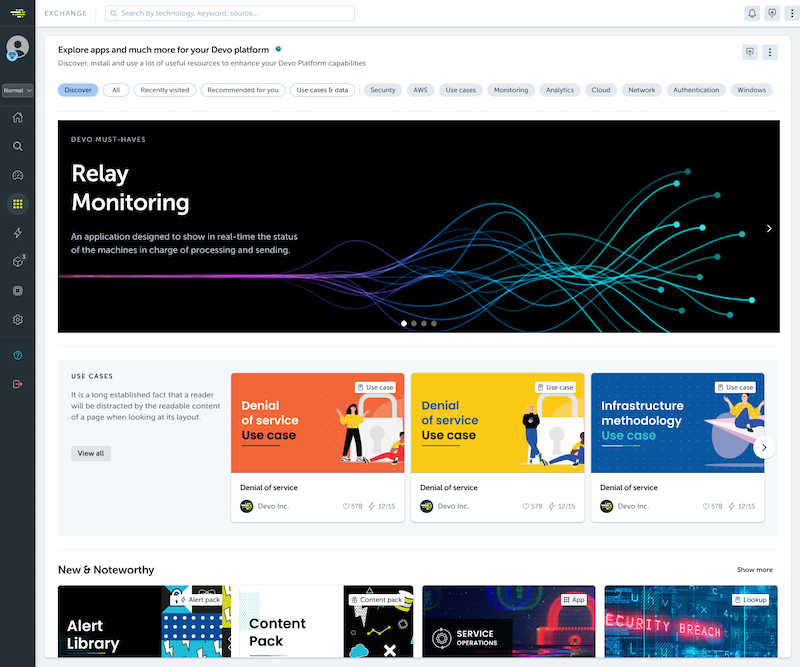 EXCHANGE
Search by technology, keyword, source...
Normal
3
Explore apps and much more for your Devo platform
Discover, install and use a lot of useful resources to enhance your Devo Platform capabilities
Discover
All
Recently visited
Recommended for you
Use cases & data
Security
AWS
Use cases
Monitoring
Analytics
Cloud
Network
Authentication
Windows
DEVO MUST-HAVES
Relay
Monitoring
An application designed to show in real-time the status
of the machines in charge of processing and sending.
USE CASES
It is a long established fact that a reader
will be distracted by the readable content
of a page when looking at its layout.
View all
Use case
Denial
of service
Use case
Denial of service
Devo Inc.
578
12/15
Use case
Denial
of service
Use case
Denial of service
Devo Inc.
578
12/15
Use case
Infrastructure
methodology
Use case
Denial of service
Devo Inc.
578
12/15
New & Noteworthy
Show more
Alert pack
Alert
Library
Content pack
Content
Pack
App
SERVICE
OPERATIONS
Lookup
ECURITY BREACH